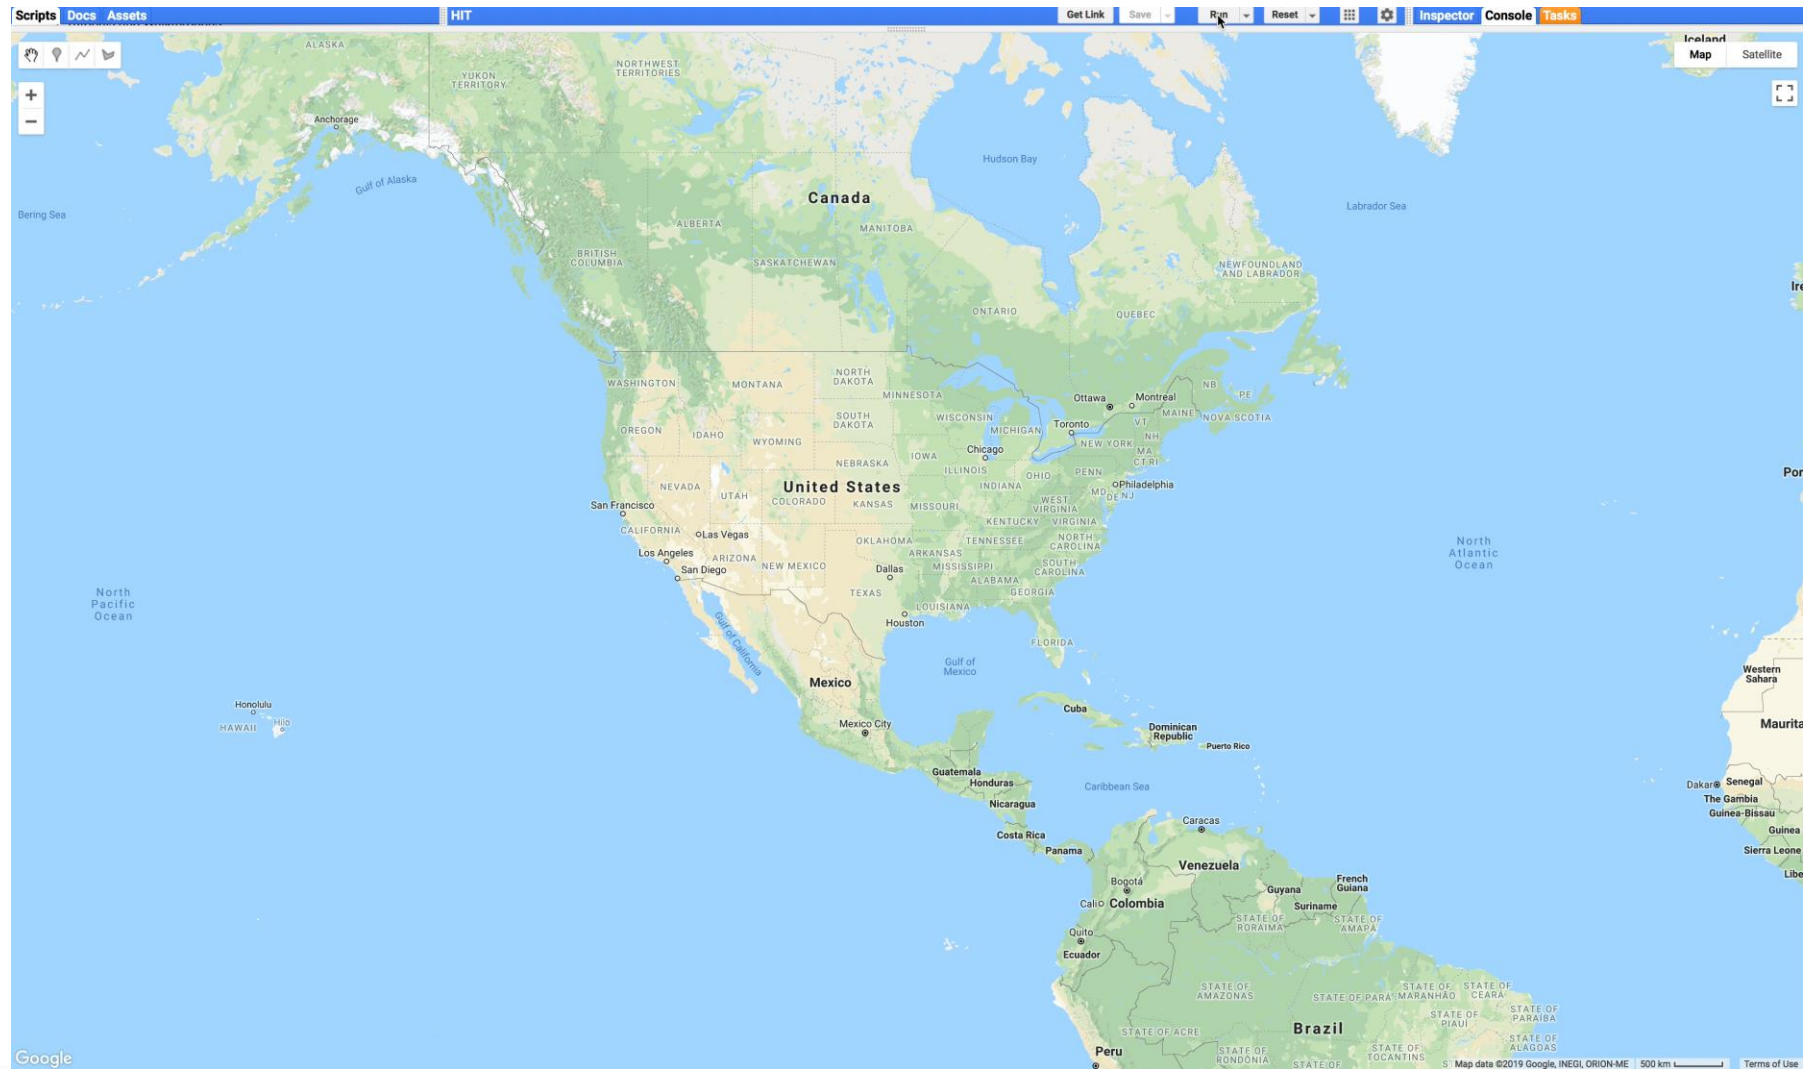 Scripts Docs Assets
HIT
Get Link Save Run Reset
Inspector Console Tasks
Iceland
Map Satellite
ALASKA
NORTHWEST
TERRITORIES
YUKON
TERRITORY
Anchorage
Hudson Bay
Gulf of Alaska
Canada
Labrador Sea
Bering Sea
ALBERTA
MANITOBA
BRITISH
COLUMBIA
SASKATCHEWAN
NEWFOUNDLAND
AND LABRADOR
Ire
ONTARIO
QUEBEC
WASHINGTON
MONTANA
NORTH
DAKOTA
MINNESOTA
Ottawa
Montreal
NB
PE
MAINE
NOVA SCOTIA
SOUTH
DAKOTA
WISCONSIN
MICHIGAN
Toronto
VT
NH
OREGON
IDAHO
WYOMING
Chicago
NEW YORK
MA
CT RI
NEBRASKA
IOWA
ILLINOIS
INDIANA
OHIO
PENN
Philadelphia
Por
NEVADA
UTAH
United States
COLORADO
KANSAS
MISSOURI
WEST
VIRGINIA
MD
DE NJ
San Francisco
CALIFORNIA
Las Vegas
KENTUCKY
VIRGINIA
OKLAHOMA
TENNESSEE
NORTH
CAROLINA
North
Atlantic
Ocean
Los Angeles
ARIZONA
NEW MEXICO
ARKANSAS
San Diego
Dallas
MISSISSIPPI
SOUTH
CAROLINA
ALABAMA
TEXAS
GEORGIA
LOUISIANA
Houston
North
Pacific
Ocean
Gulf of California
FLORIDA
Gulf of
Mexico
Mexico
Western
Sahara
Honolulu
HAWAII
Hilo
Mexico City
Cuba
Dominican
Republic
Puerto Rico
Maurita
Guatemala
Honduras
Caribbean Sea
Nicaragua
Dakar
Senegal
The Gambia
Guinea-Bissau
Caracas
Costa Rica
Guinea
Panama
Sierra Leone
Venezuela
Libe
Bogotá
Guyana
French
Guiana
Cali
Colombia
Suriname
STATE OF
RORAIMA
STATE OF
AMAPÁ
Quito
Ecuador
STATE OF
AMAZONAS
STATE OF PARÁ
STATE OF
MARANHÃO
STATE OF
CEARÁ
STATE OF
PIAUÍ
STATE OF
PARAÍBA
STATE OF ACRE
Brazil
STATE OF
ALAGOAS
Peru
STATE OF
RONDÔNIA
STATE OF
STATE OF
TOCANTINS
Google
Map data ©2019 Google, INEGI, ORION-ME 500 km Terms of Use